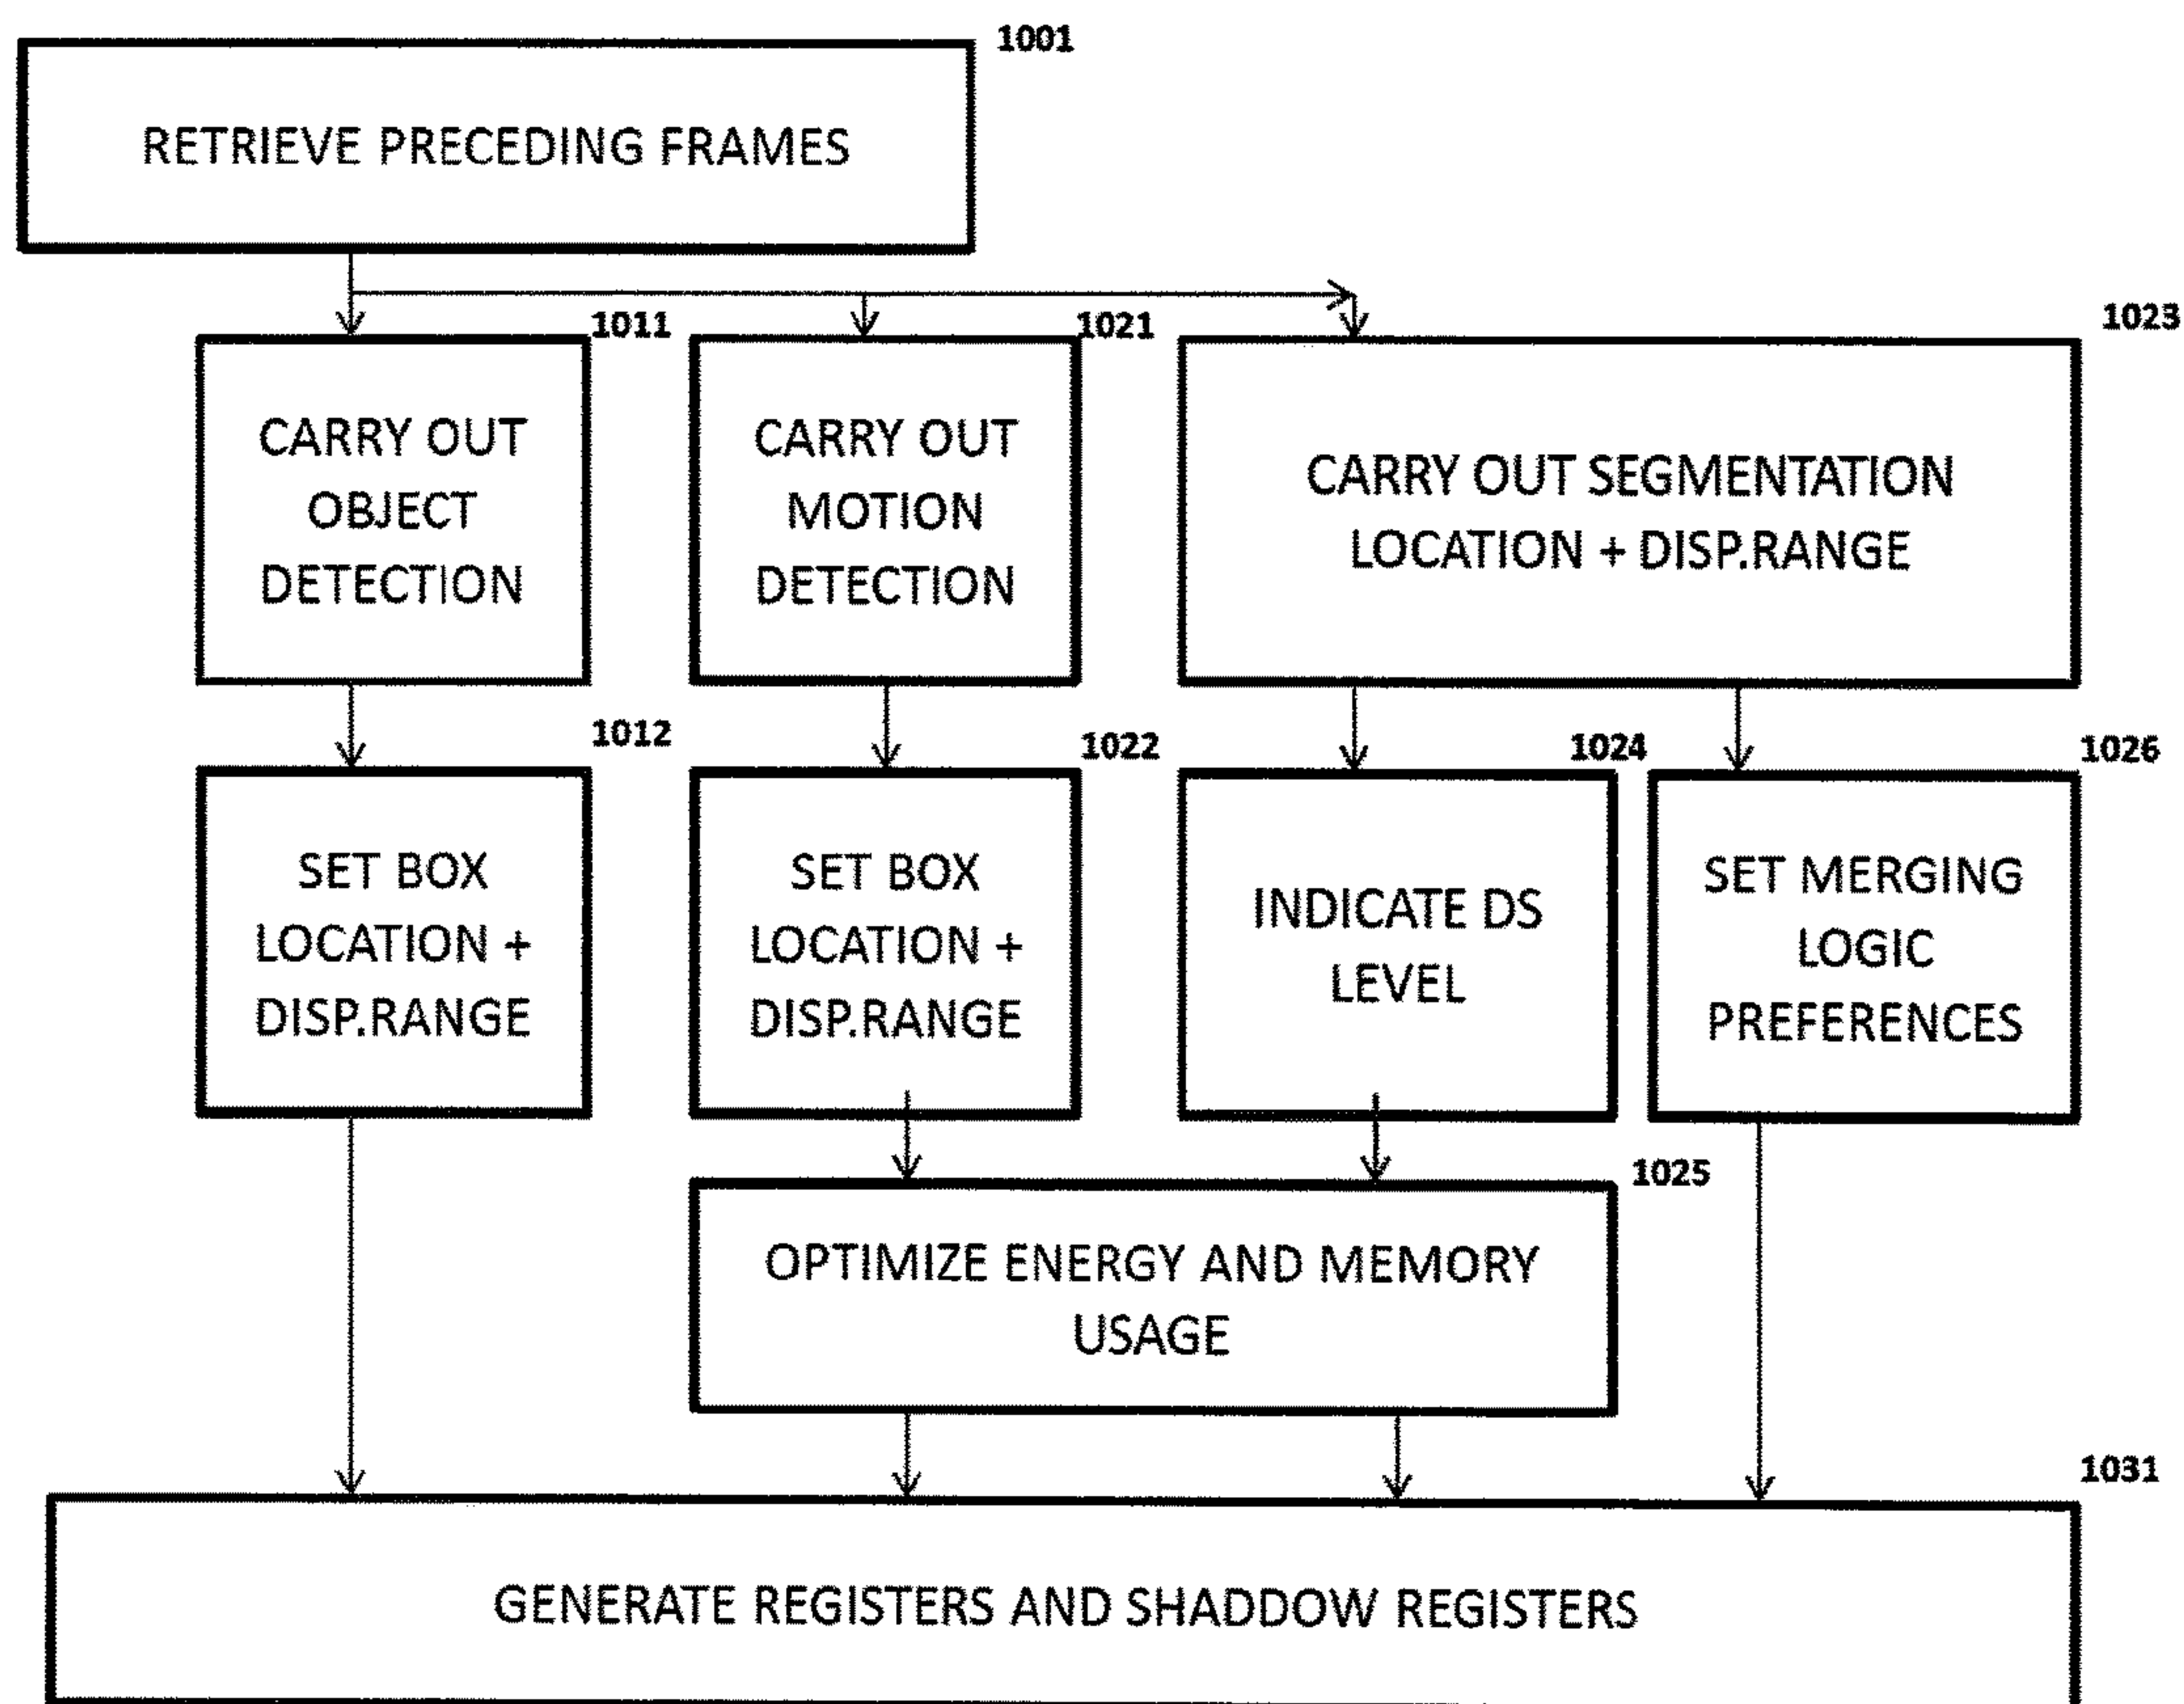 1001
RETRIEVE PRECEDING FRAMES
1011
1021
1023
CARRY OUT
OBJECT
DETECTION
CARRY OUT
MOTION
DETECTION
CARRY OUT SEGMENTATION
LOCATION + DISP.RANGE
1012
1022
1024
1026
SET BOX
LOCATION +
DISP.RANGE
SET BOX
LOCATION +
DISP.RANGE
INDICATE DS
LEVEL
SET MERGING
LOGIC
PREFERENCES
1025
OPTIMIZE ENERGY AND MEMORY
USAGE
1031
GENERATE REGISTERS AND SHADDOW REGISTERS